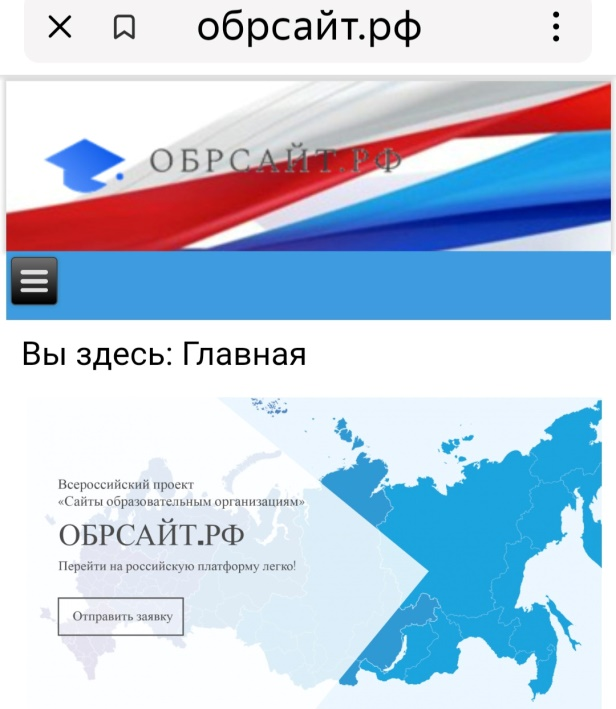 обрсайт.рф
ОБРСАЙТ.РФ
Вы здесь: Главная
Всероссийский проект
«Сайты образовательным организациям»
ОБРСАЙТ.РФ
Перейти на российскую платформу легко!
Отправить заявку